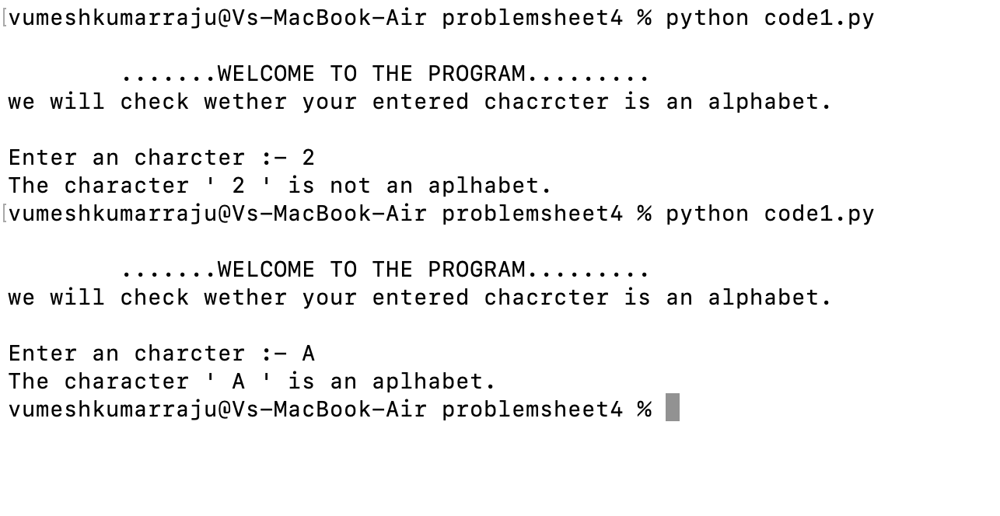 [vumeshkumarraju@Vs-MacBook-Air problemsheet4 % python code1.py
.......WELCOME TO THE PROGRAM.........
we will check wether your entered chacrcter is an alphabet.
Enter an charcter :- 2
The character ' 2 ' is not an aplhabet.
[vumeshkumarraju@Vs-MacBook-Air problemsheet4 % python code1.py
.......WELCOME TO THE PROGRAM.........
we will check wether your entered chacrcter is an alphabet.
Enter an charcter :- A
The character ' A ' is an aplhabet.
vumeshkumarraju@Vs-MacBook-Air problemsheet4 %